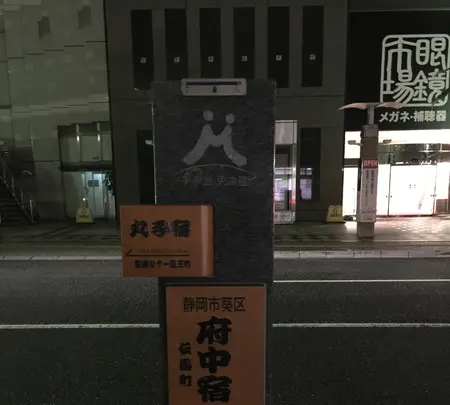 眼鏡
市場
メガネ・補聴器
OPEN
丸子宿
静岡市葵区
府中宿
伝馬町